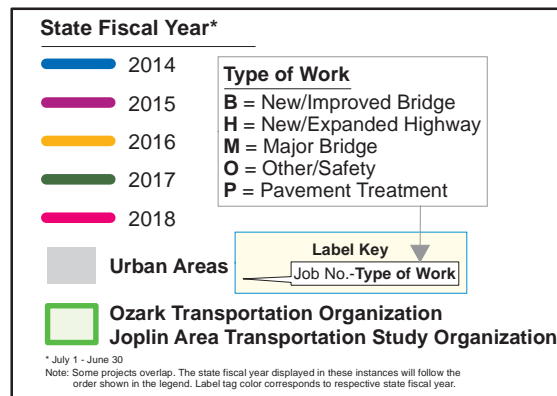 State Fiscal Year*
2014
2015
2016
2017
2018
Type of Work
B = New/Improved Bridge
H = New/Expanded Highway
M = Major Bridge
O = Other/Safety
P = Pavement Treatment
Urban Areas
Label Key
Job No.-Type of Work
Ozark Transportation Organization
Joplin Area Transportation Study Organization
* July 1 - June 30
Note: Some projects overlap. The state fiscal year displayed in these instances will follow the
order shown in the legend. Label tag color corresponds to respective state fiscal year.